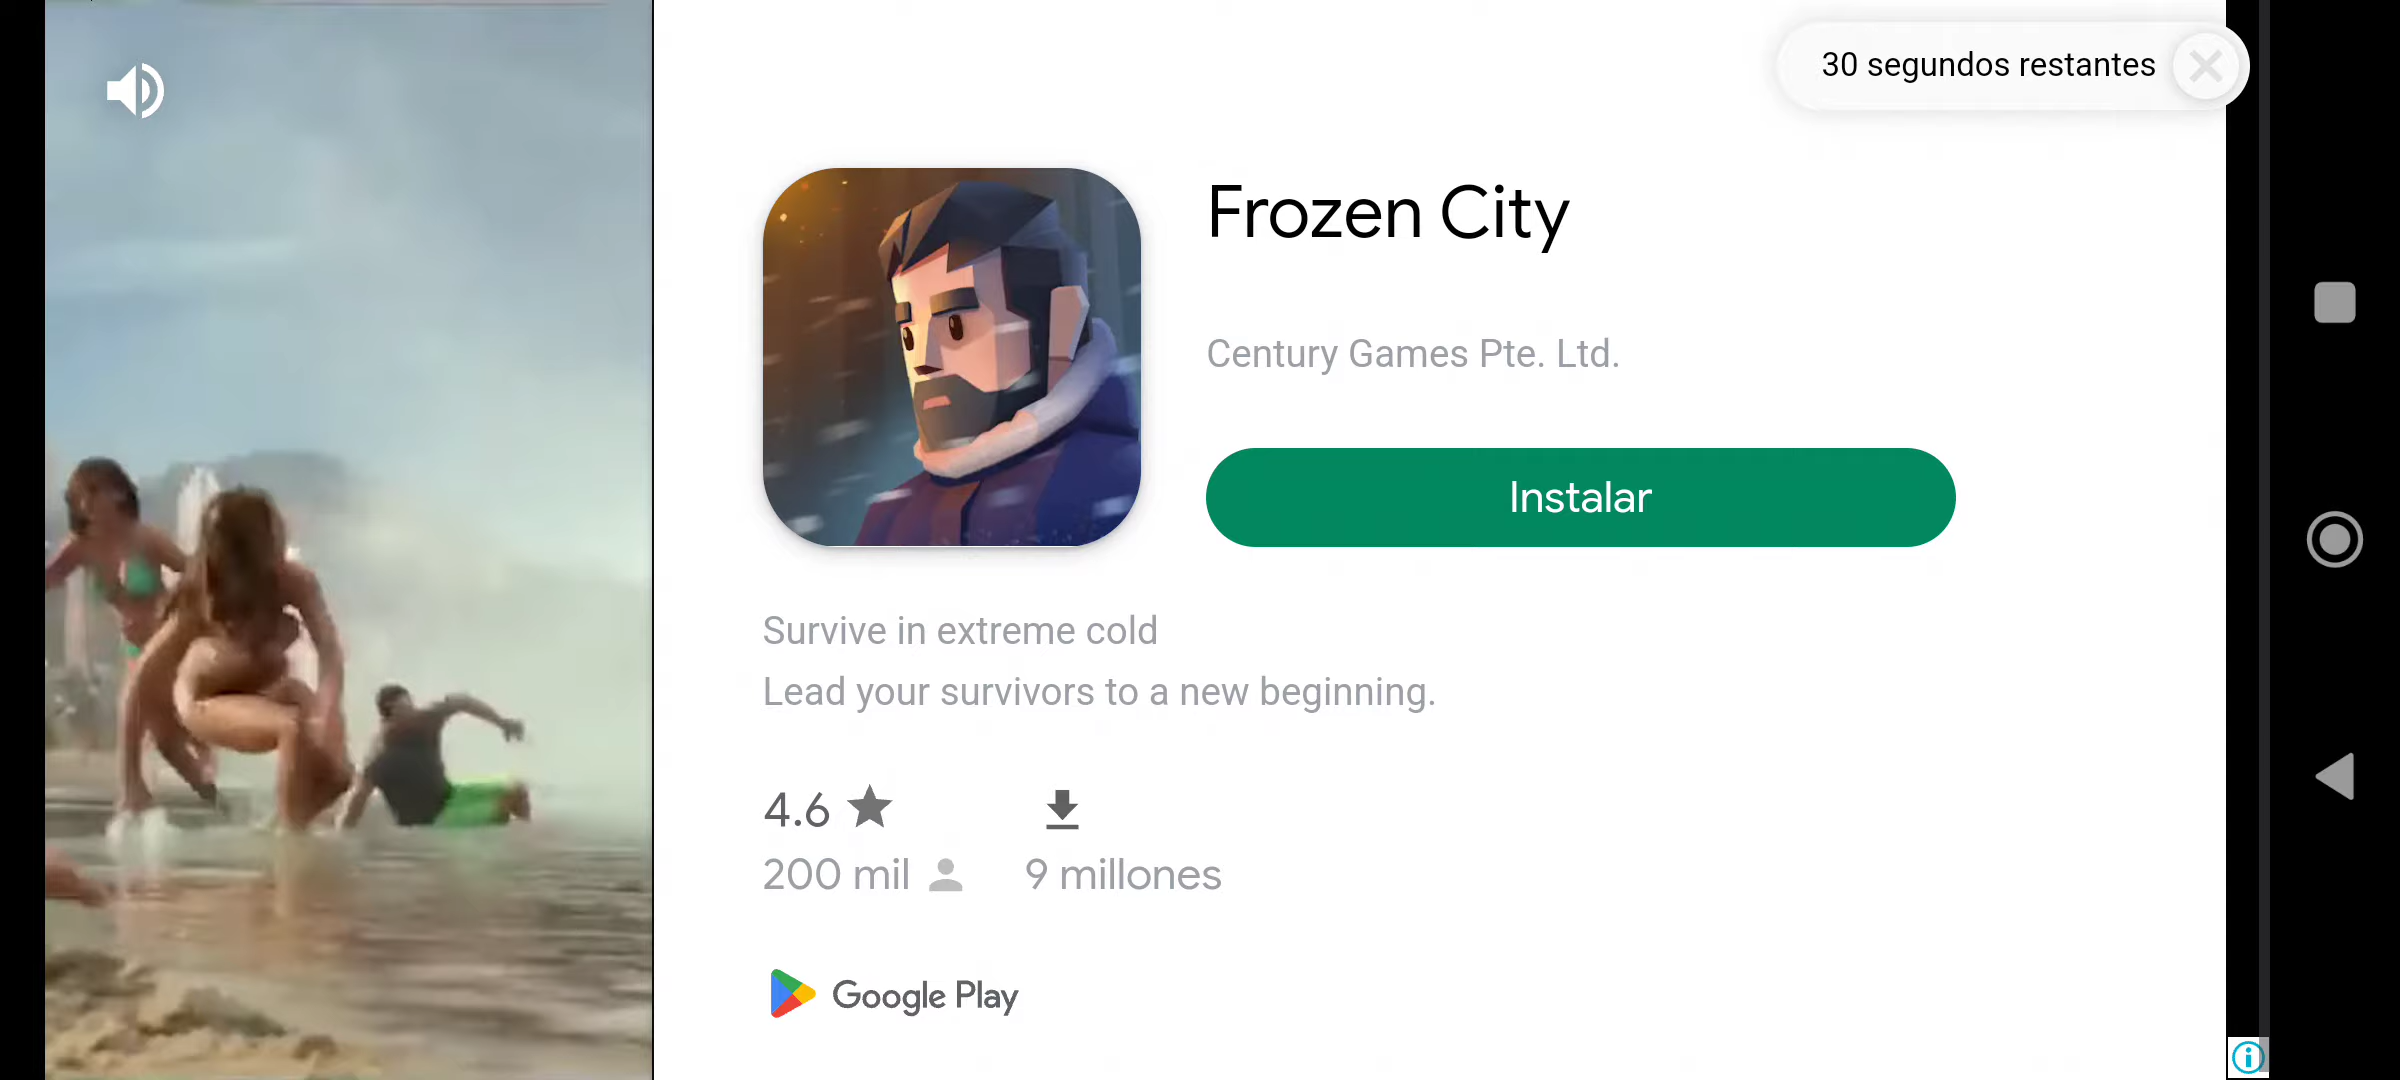 30 segundos restantes
Frozen City
Century Games Pte. Ltd.
Instalar
Survive in extreme cold
Lead your survivors to a new beginning.
4.6
200 mil
9 millones
Google Play